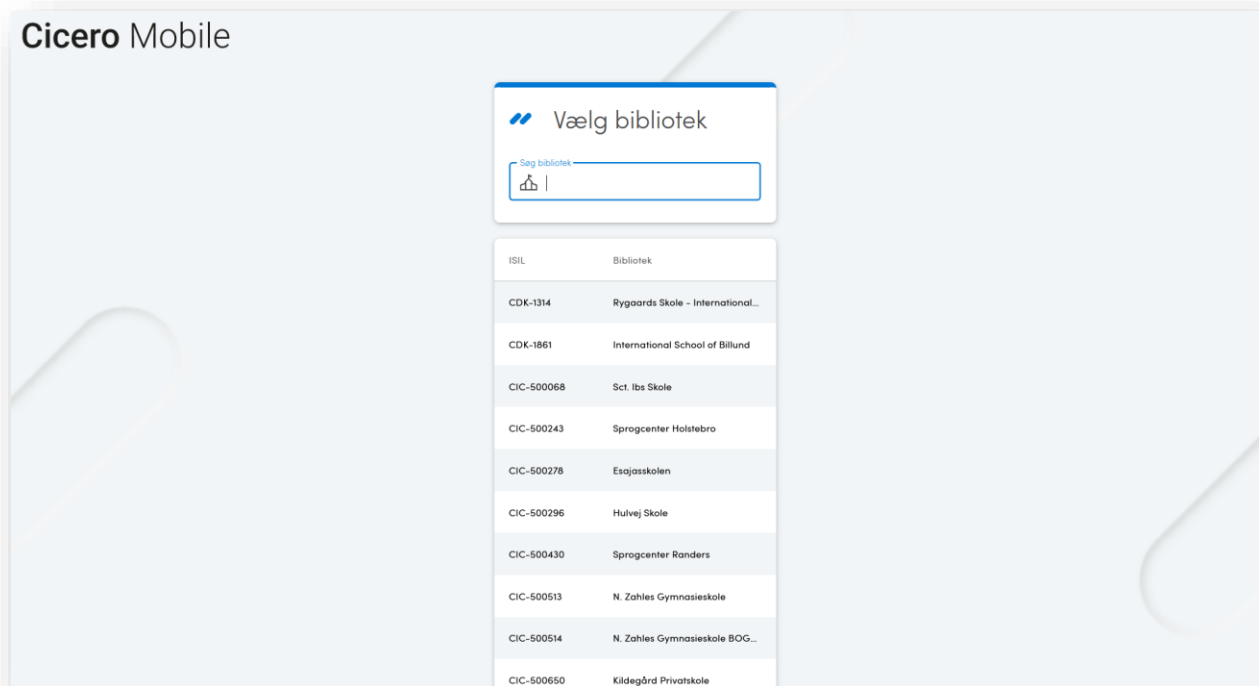 Cicero Mobile
Vælg bibliotek
Søg bibliotek
ISIL Bibliotek
CDK-1314 Rygaards Skole - International...
CDK-1861 International School of Billund
CIC-500068 Sct. Ibs Skole
CIC-500243 Sprogcenter Holstebro
CIC-500278 Esajasskolen
CIC-500296 Hulvej Skole
CIC-500430 Sprogcenter Randers
CIC-500513 N. Zahles Gymnasieskole
CIC-500514 N. Zahles Gymnasieskole BOG...
CIC-500650 Kildegård Privatskole